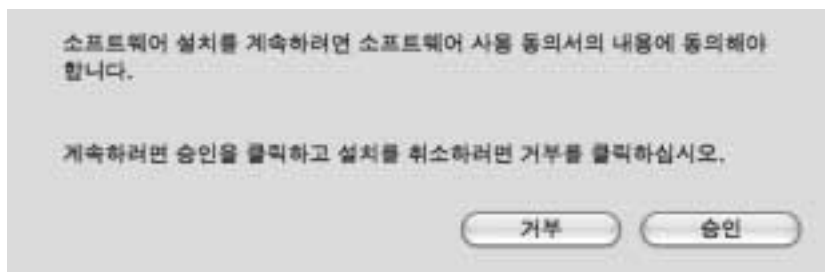 소프트웨어 설치를 계속하려면 소프트웨어 사용 동의서의 내용에 동의해야
합니다.
계속하려면 승인을 클릭하고 설치를 취소하려면 거부를 클릭하십시오.
거부 승인